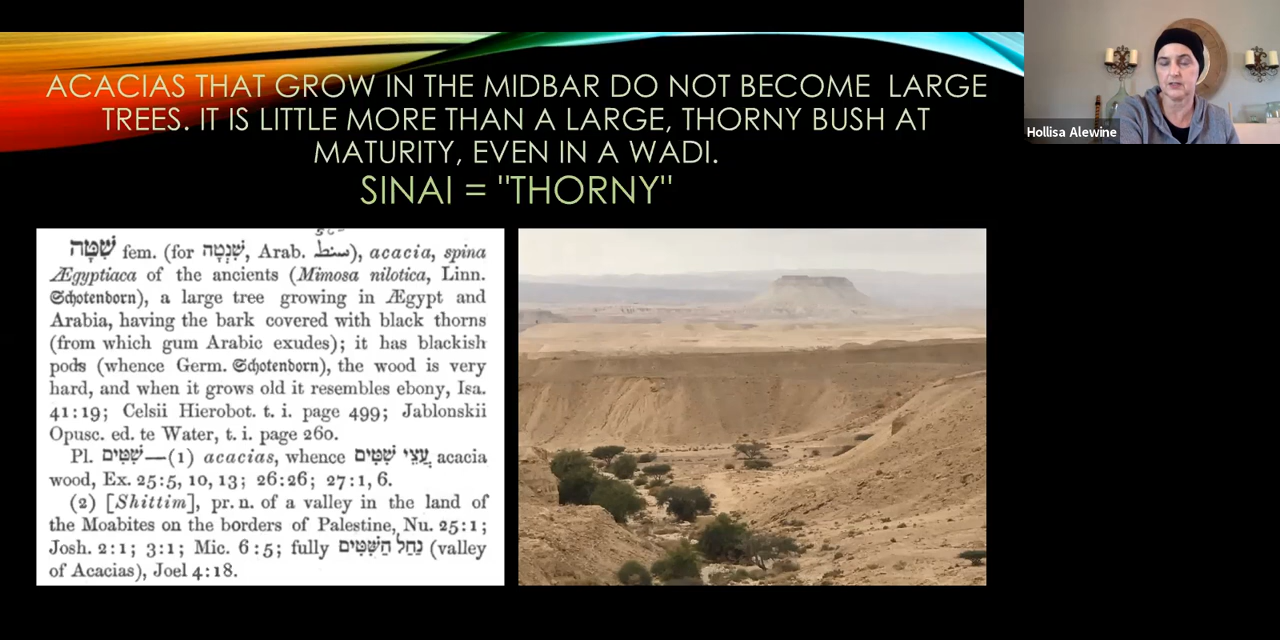 ACACIAS THAT GROW IN THE MIDBAR DO NOT BECOME LARGE
TREES. IT IS LITTLE MORE THAN A LARGE, THORNY BUSH AT
MATURITY, EVEN IN A WADI.
SINAI = "THORNY"
Hollisa Alewine
שִׁטָּה fem. (for שִׁנְטָה, Arab. سنط), acacia, spina
Ægyptiaca of the ancients (Mimosa nilotica, Linn.
Schotendorn), a large tree growing in Ægypt and
Arabia, having the bark covered with black thorns
(from which gum Arabic exudes); it has blackish
pods (whence Germ. Schotendorn), the wood is very
hard, and when it grows old it resembles ebony, Isa.
41:19; Celsii Hierobot. t. i. page 499; Jablonskii
Opusc. ed. te Water, t. i. page 260.
Pl. שִׁטִּים—(1) acacias, whence עֲצֵי שִׁטִּים acacia
wood, Ex. 25:5, 10, 13; 26:26; 27:1, 6.
(2) [Shittim], pr. n. of a valley in the land of
the Moabites on the borders of Palestine, Nu. 25:1;
Josh. 2:1; 3:1; Mic. 6:5; fully נַחַל הַשִּׁטִּים (valley
of Acacias), Joel 4:18.